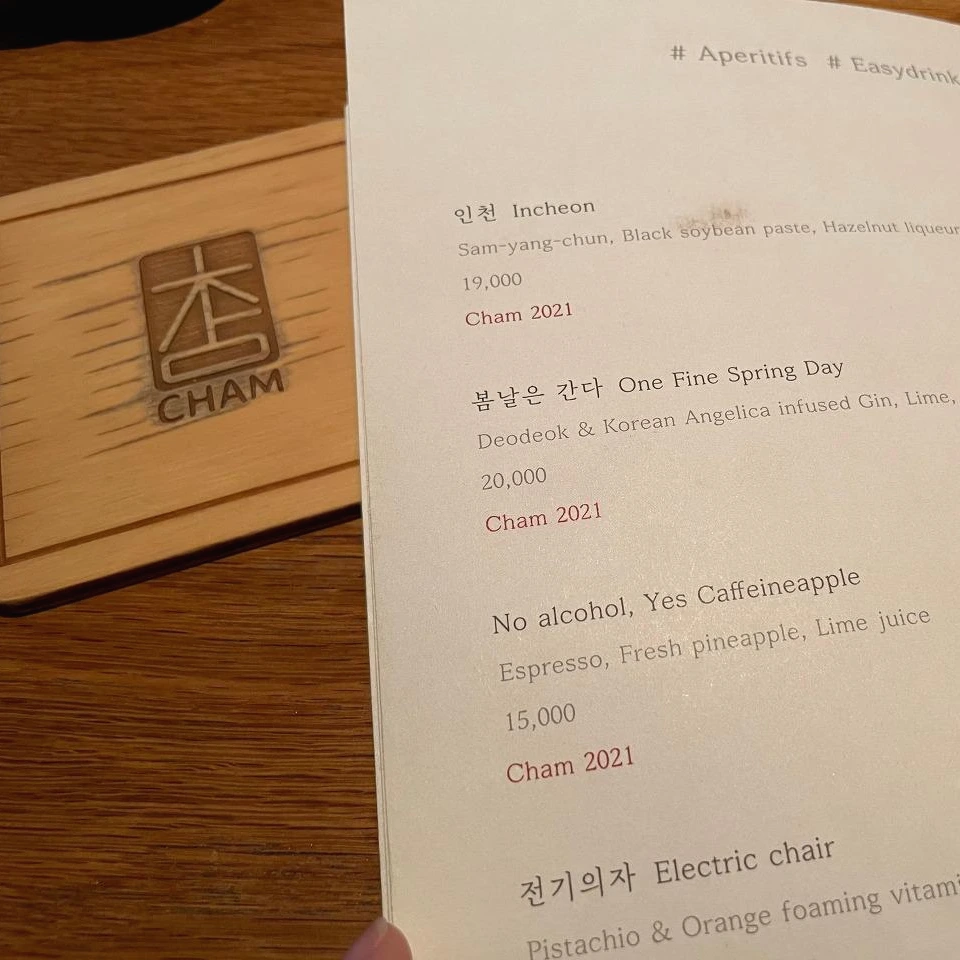 참
CHAM
# Aperitifs # Easydrink
인천 Incheon
Sam-yang-chun, Black soybean paste, Hazelnut liqueur
19,000
Cham 2021
봄날은 간다 One Fine Spring Day
Deodeok & Korean Angelica infused Gin, Lime,
20,000
Cham 2021
No alcohol, Yes Caffeineapple
Espresso, Fresh pineapple, Lime juice
15,000
Cham 2021
전기의자 Electric chair
Pistachio & Orange foaming